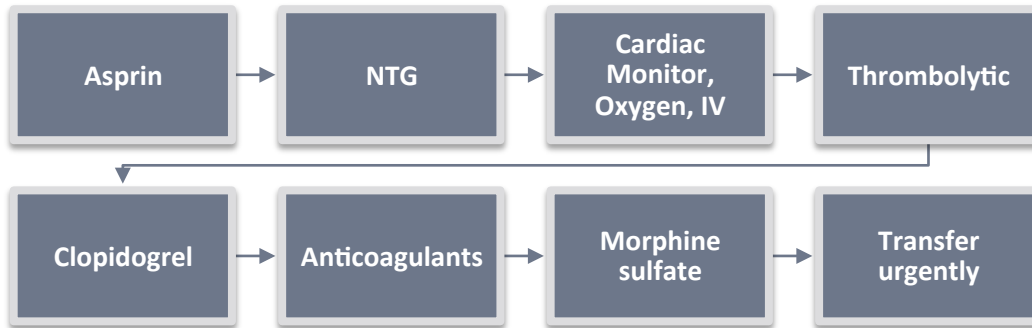 Asprin
NTG
Cardiac
Monitor,
Oxygen, IV
Thrombolytic
Clopidogrel
Anticoagulants
Morphine
sulfate
Transfer
urgently